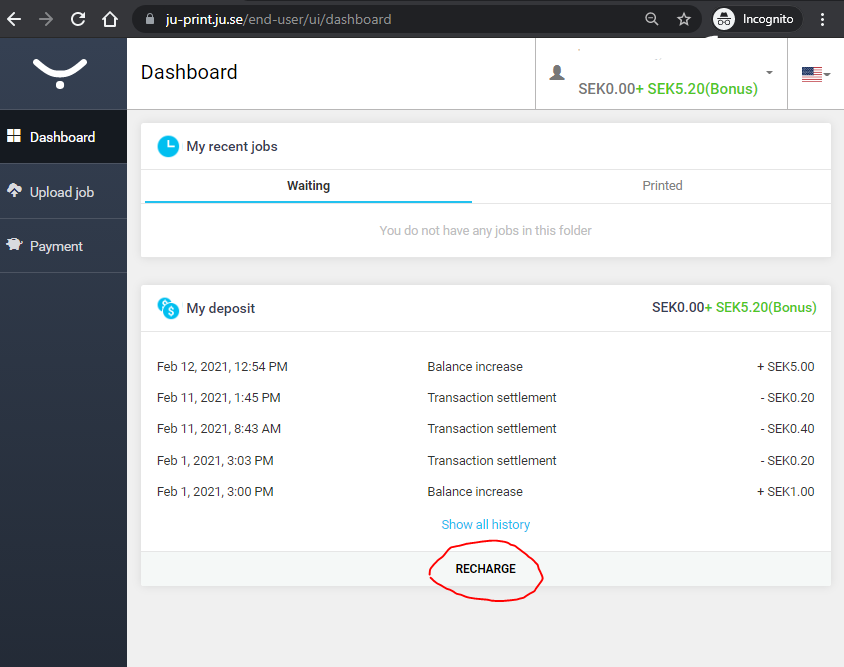 ju-print.ju.se/end-user/ui/dashboard
Incognito
Dashboard
SEK0.00+ SEK5.20(Bonus)
Dashboard
Upload job
Payment
My recent jobs
Waiting Printed
You do not have any jobs in this folder
My deposit SEK0.00+ SEK5.20(Bonus)
Feb 12, 2021, 12:54 PM Balance increase + SEK5.00
Feb 11, 2021, 1:45 PM Transaction settlement - SEK0.20
Feb 11, 2021, 8:43 AM Transaction settlement - SEK0.40
Feb 1, 2021, 3:03 PM Transaction settlement - SEK0.20
Feb 1, 2021, 3:00 PM Balance increase + SEK1.00
Show all history
RECHARGE